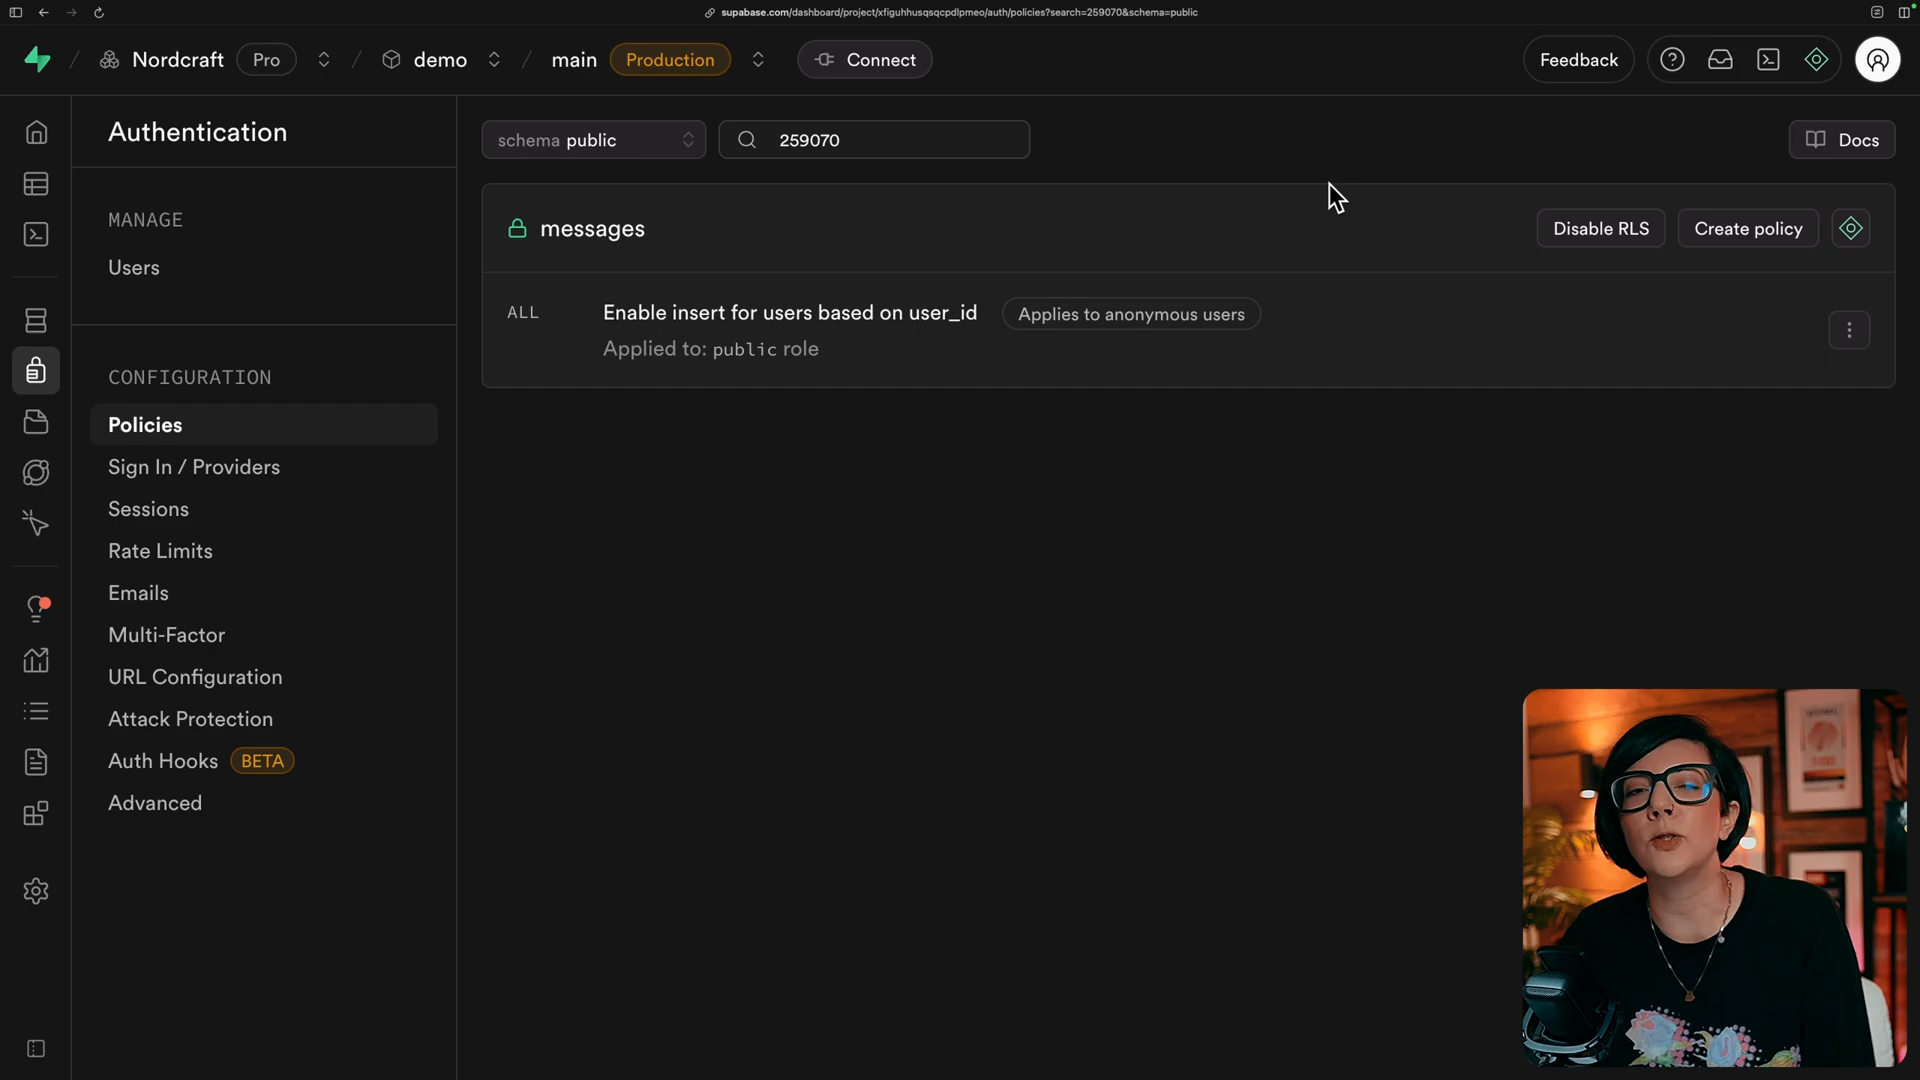 supabase.com/dashboard/project/xfiguhhusqsqcpdlpmeo/auth/policies?search=259070&schema=public
Nordcraft Pro demo main Production Connect Feedback
Authentication
schema public 259070 Docs
MANAGE
Users
messages Disable RLS Create policy
ALL Enable insert for users based on user_id Applies to anonymous users
Applied to: public role
CONFIGURATION
Policies
Sign In / Providers
Sessions
Rate Limits
Emails
Multi-Factor
URL Configuration
Attack Protection
Auth Hooks BETA
Advanced